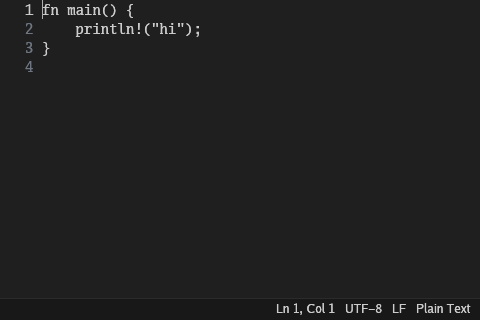 1 fn main() {
2     println!("hi");
3 }
4
Ln 1, Col 1 UTF-8 LF Plain Text